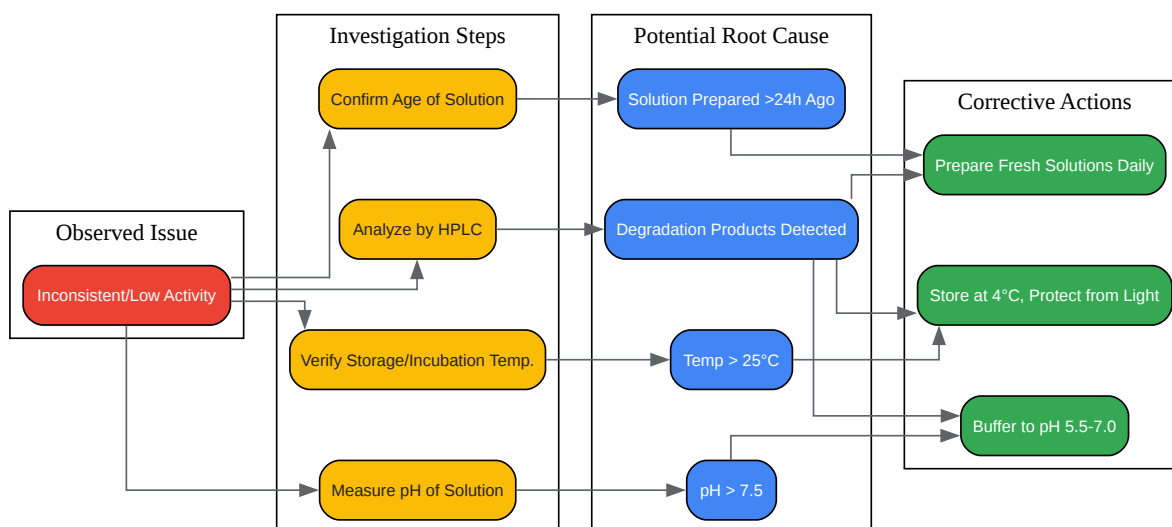 Observed Issue
Inconsistent/Low Activity
Investigation Steps
Confirm Age of Solution
Analyze by HPLC
Verify Storage/Incubation Temp.
Measure pH of Solution
Potential Root Cause
Solution Prepared >24h Ago
Degradation Products Detected
Temp > 25°C
pH > 7.5
Corrective Actions
Prepare Fresh Solutions Daily
Store at 4°C, Protect from Light
Buffer to pH 5.5-7.0